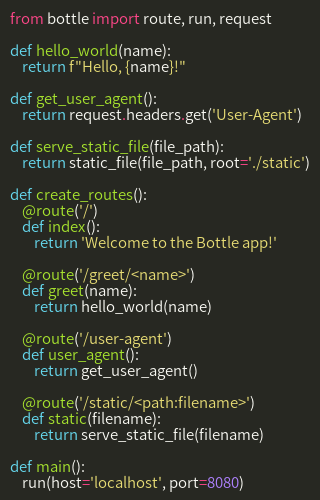 from bottle import route, run, request

def hello_world(name):
    return f"Hello, {name}!"

def get_user_agent():
    return request.headers.get('User-Agent')

def serve_static_file(file_path):
    return static_file(file_path, root='./static')

def create_routes():
    @route('/')
    def index():
        return 'Welcome to the Bottle app!'

    @route('/greet/<name>')
    def greet(name):
        return hello_world(name)

    @route('/user-agent')
    def user_agent():
        return get_user_agent()

    @route('/static/<path:filename>')
    def static(filename):
        return serve_static_file(filename)

def main():
    run(host='localhost', port=8080)